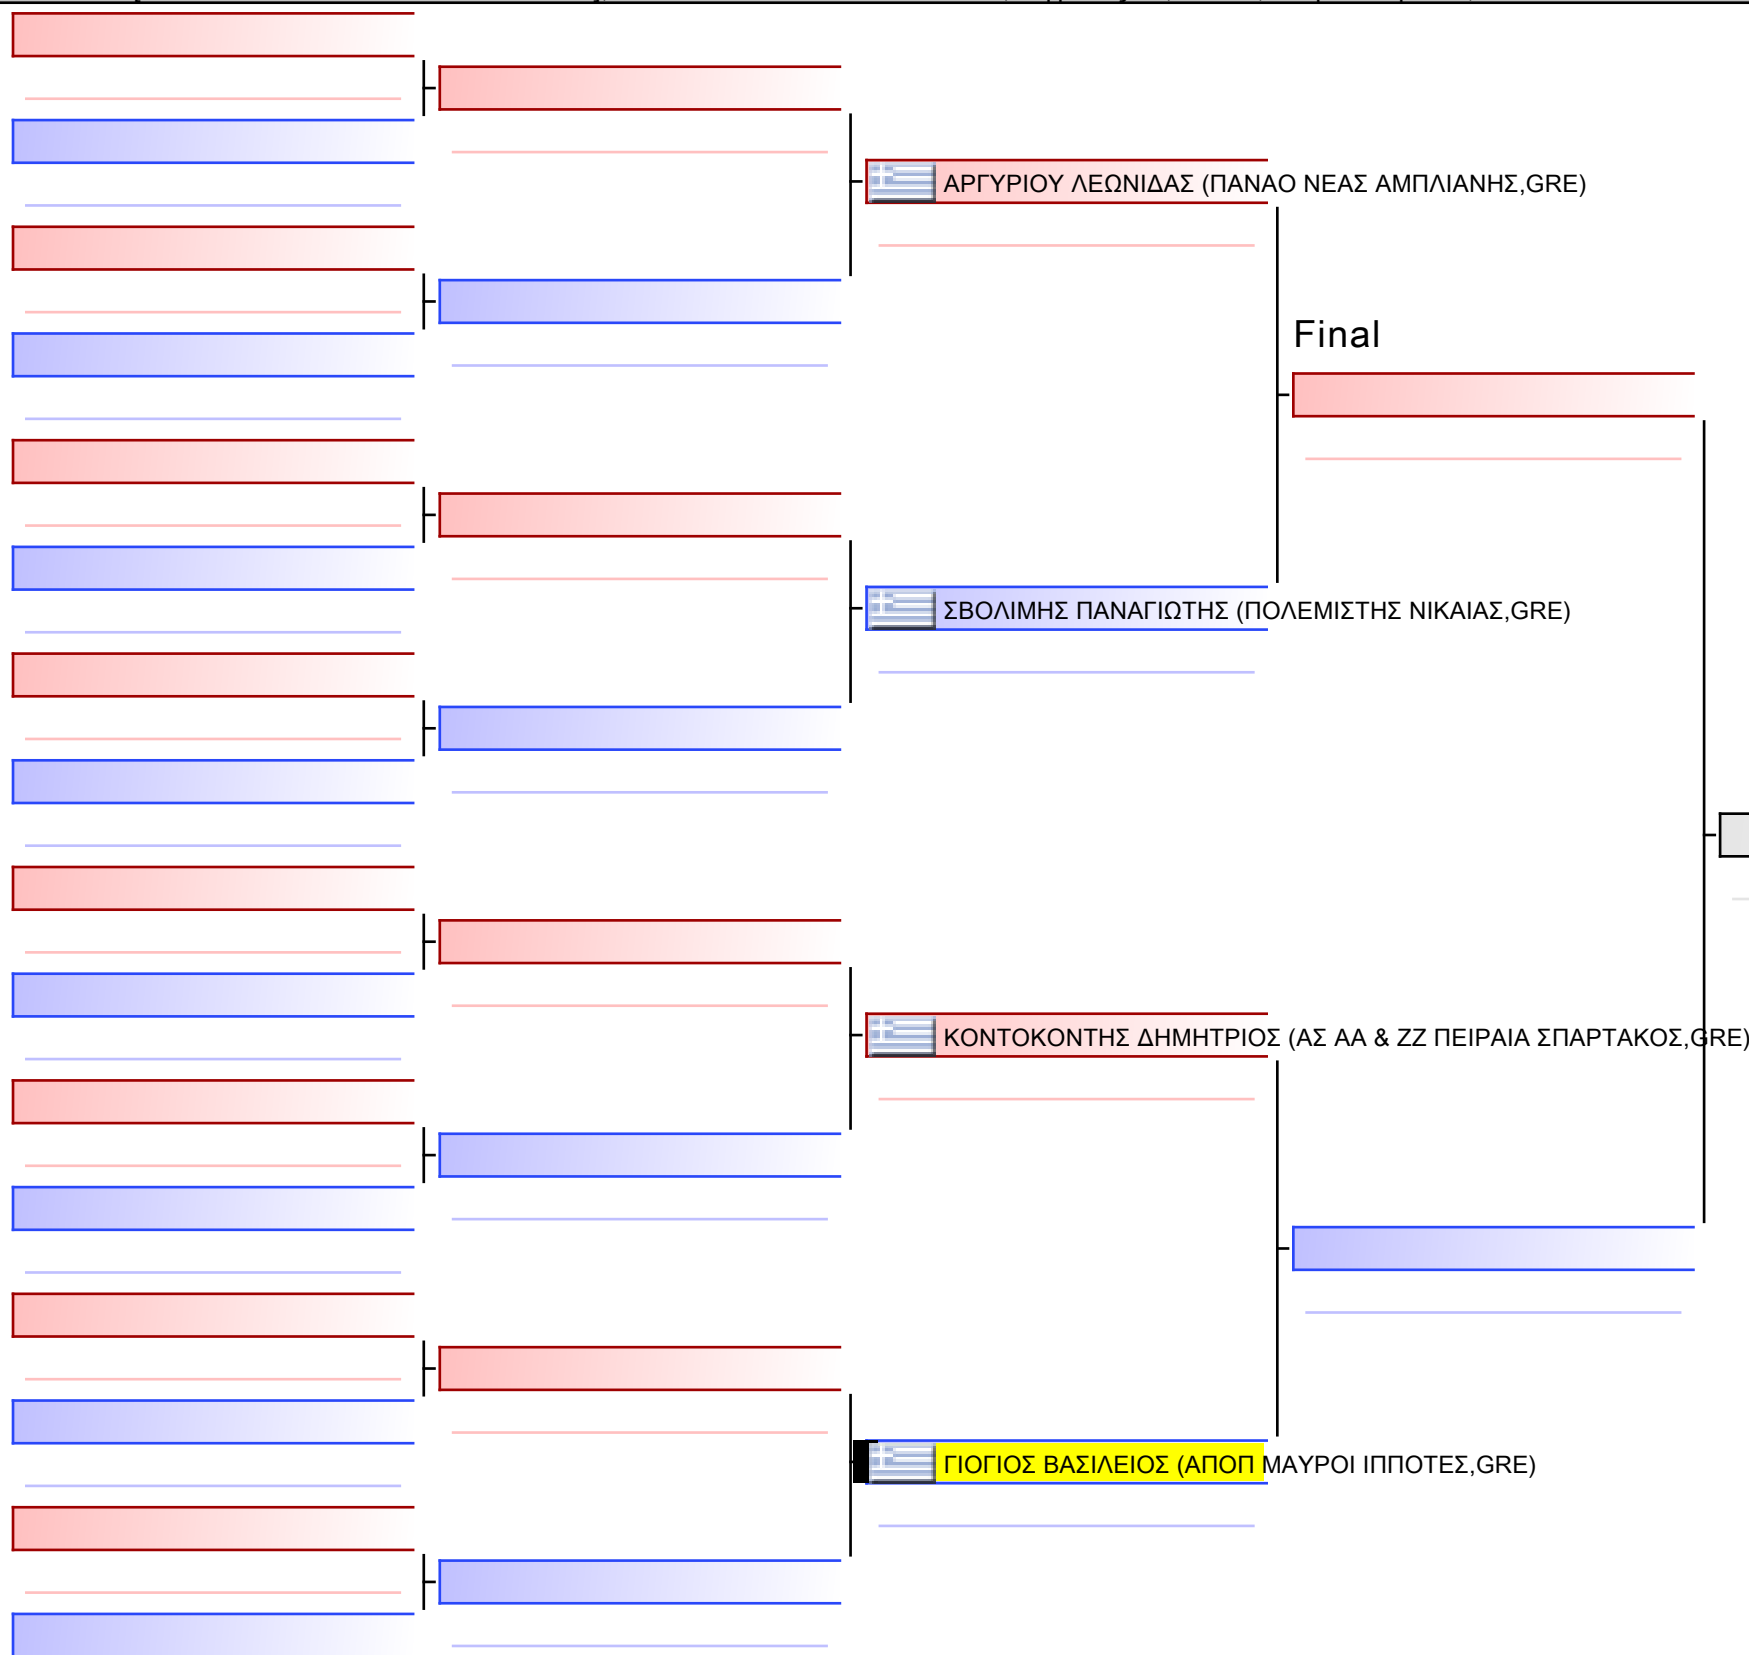 ΑΡΓΥΡΙΟΥ ΛΕΩΝΙΔΑΣ (ΠΑΝΑΟ ΝΕΑΣ ΑΜΠΛΙΑΝΗΣ,GRE)
Final
ΣΒΟΛΙΜΗΣ ΠΑΝΑΓΙΩΤΗΣ (ΠΟΛΕΜΙΣΤΗΣ ΝΙΚΑΙΑΣ,GRE)
ΚΟΝΤΟΚΟΝΤΗΣ ΔΗΜΗΤΡΙΟΣ (ΑΣ ΑΑ & ΖΖ ΠΕΙΡΑΙΑ ΣΠΑΡΤΑΚΟΣ,GRE)
ΓΙΟΓΙΟΣ ΒΑΣΙΛΕΙΟΣ (ΑΠΟΠ ΜΑΥΡΟΙ ΙΠΠΟΤΕΣ,GRE)